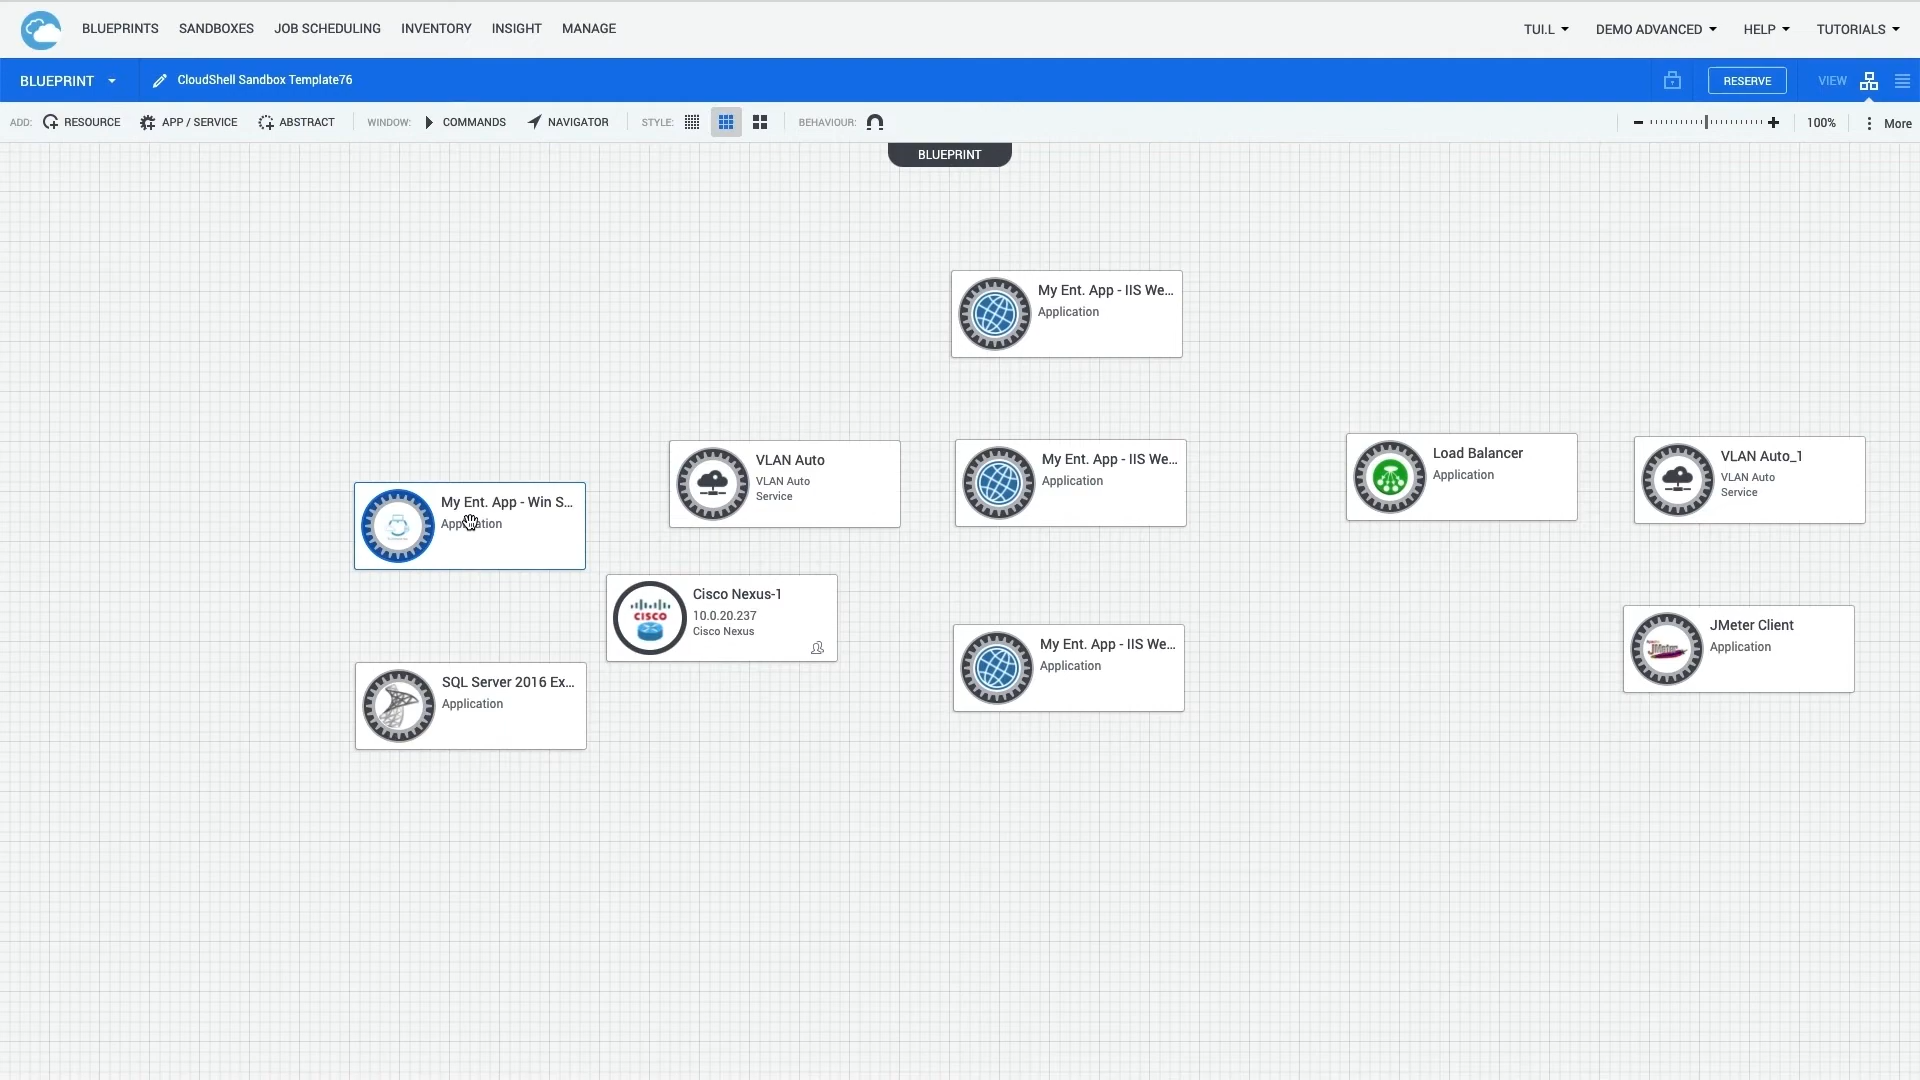 BLUEPRINTS SANDBOXES JOB SCHEDULING INVENTORY INSIGHT MANAGE TUI.L DEMO ADVANCED HELP TUTORIALS
BLUEPRINT CloudShell Sandbox Template76 RESERVE VIEW
ADD: RESOURCE APP / SERVICE ABSTRACT WINDOW: COMMANDS NAVIGATOR STYLE: BEHAVIOUR: 100% More
BLUEPRINT
My Ent. App - IIS We...
Application
VLAN Auto
VLAN Auto
Service
My Ent. App - IIS We...
Application
Load Balancer
Application
VLAN Auto_1
VLAN Auto
Service
My Ent. App - Win S...
Application
CISCO
Cisco Nexus-1
10.0.20.237
Cisco Nexus
My Ent. App - IIS We...
Application
JMeter
JMeter Client
Application
SQL Server 2016 Ex...
Application